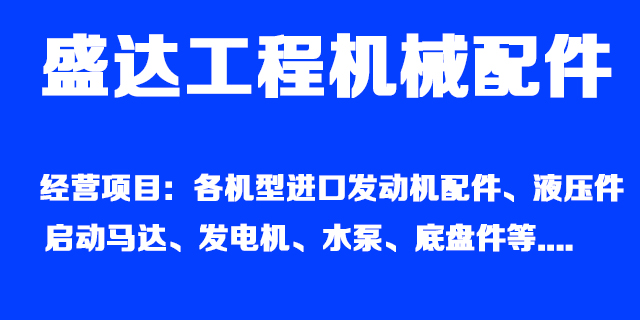 盛达工程机械配件
经营项目：各机型进口发动机配件、液压件
启动马达、发电机、水泵、底盘件等....